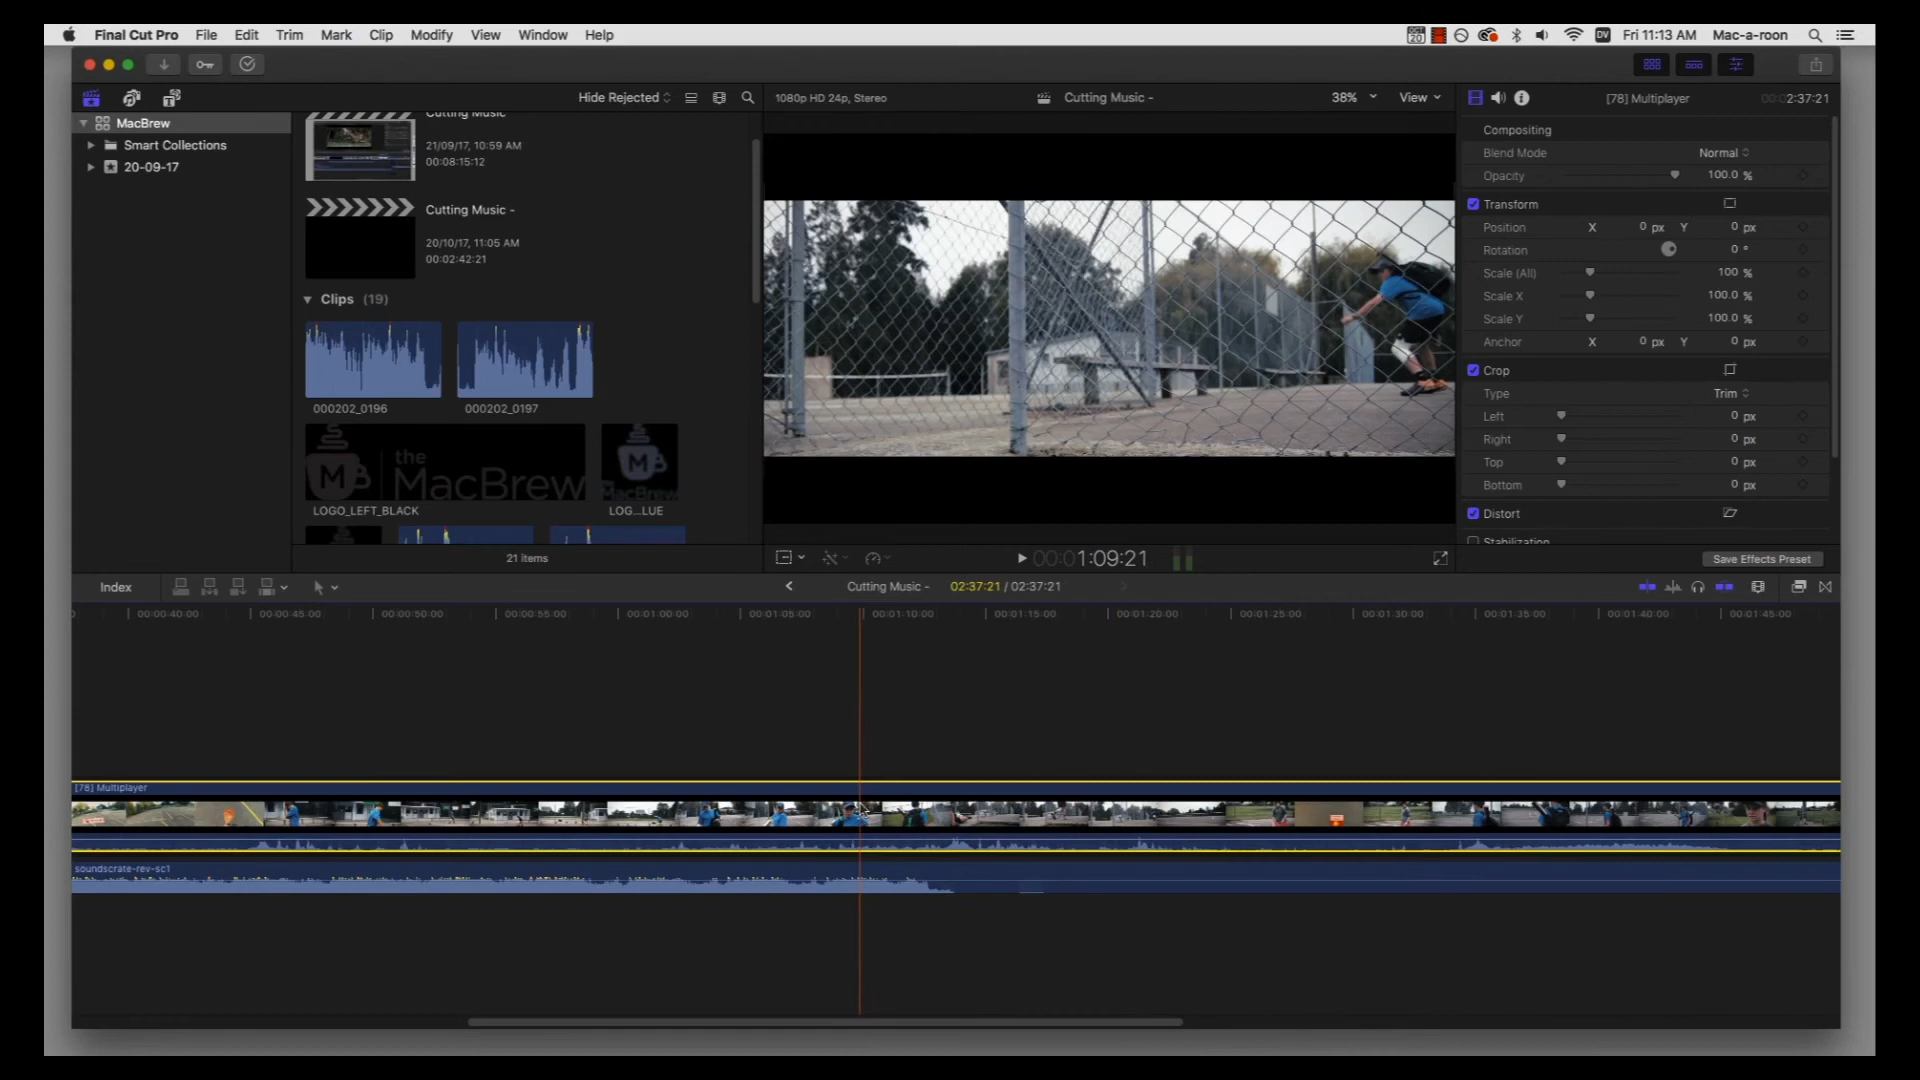 Final Cut Pro File Edit Trim Mark Clip Modify View Window Help
OCT 20 DV Fri 11:13 AM Mac-a-roon
Hide Rejected
1080p HD 24p, Stereo
Cutting Music -
38%
View
[78] Multiplayer
00:02:37:21
MacBrew
Smart Collections
20-09-17
Cutting Music
21/09/17, 10:59 AM
00:08:15:12
Cutting Music -
20/10/17, 11:05 AM
00:02:42:21
Clips (19)
000202_0196
000202_0197
the MacBrew
M
LOGO_LEFT_BLACK
M
MacBrew
LOG...LUE
21 items
Compositing
Blend Mode Normal
Opacity 100.0 %
Transform
Position X 0 px Y 0 px
Rotation 0 °
Scale (All) 100 %
Scale X 100.0 %
Scale Y 100.0 %
Anchor X 0 px Y 0 px
Crop
Type Trim
Left 0 px
Right 0 px
Top 0 px
Bottom 0 px
Distort
Stabilization
Save Effects Preset
00:01:09:21
Index
Cutting Music -
02:37:21 / 02:37:21
00:00:40:00 00:00:45:00 00:00:50:00 00:00:55:00 00:01:00:00 00:01:05:00 00:01:10:00 00:01:15:00 00:01:20:00 00:01:25:00 00:01:30:00 00:01:35:00 00:01:40:00 00:01:45:00
[78] Multiplayer
soundscrate-rev-sc1